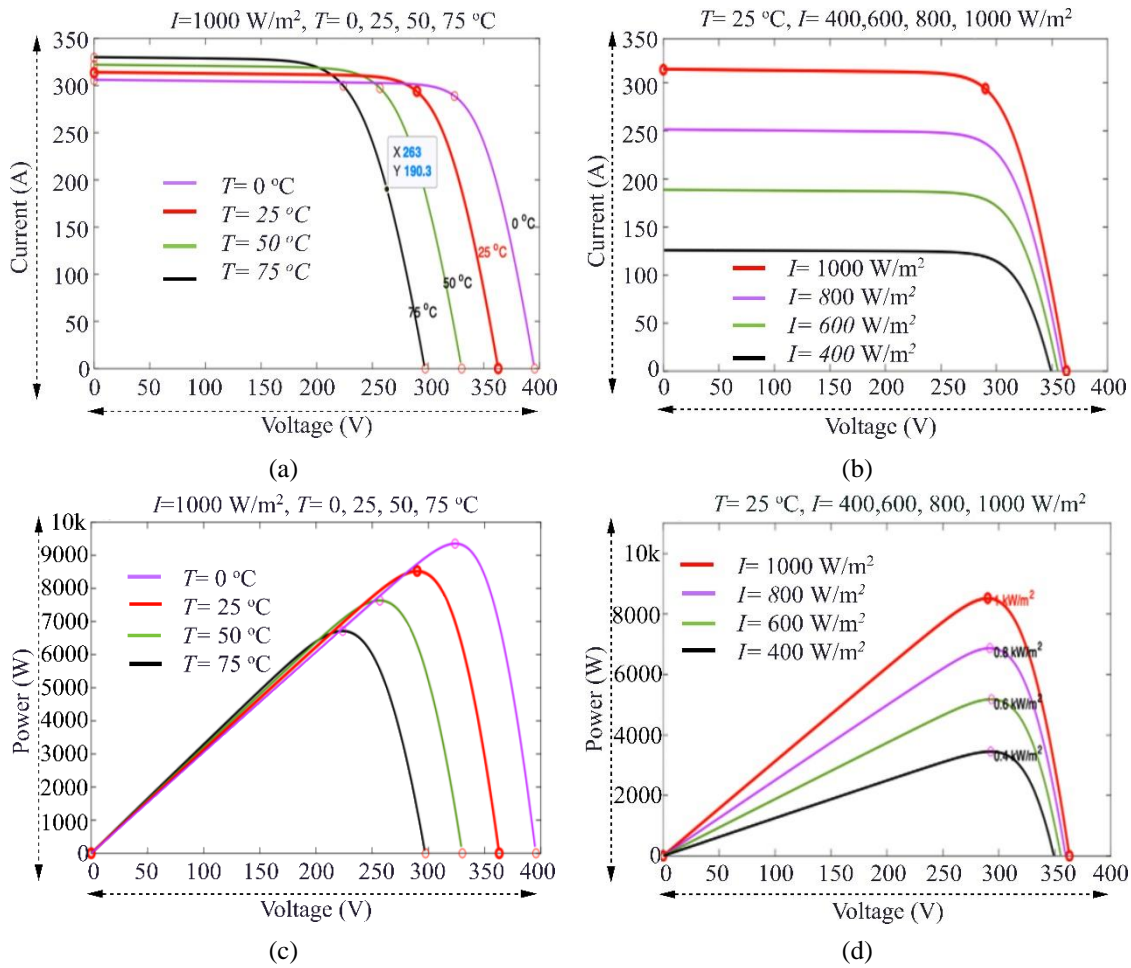 I=1000 W/m², T= 0, 25, 50, 75 °C
350
300
250
200
150
100
50
0
Current (A)
X 263
Y 190.3
T= 0 °C
T= 25 °C
T= 50 °C
T= 75 °C
0 °C
25 °C
50 °C
75 °C
0 50 100 150 200 250 300 350 400
Voltage (V)
(a)
T= 25 °C, I= 400,600, 800, 1000 W/m²
350
300
250
200
150
100
50
0
Current (A)
I= 1000 W/m²
I= 800 W/m²
I= 600 W/m²
I= 400 W/m²
0 50 100 150 200 250 300 350 400
Voltage (V)
(b)
I=1000 W/m², T= 0, 25, 50, 75 °C
10k
9000
8000
7000
6000
5000
4000
3000
2000
1000
0
Power (W)
T= 0 °C
T= 25 °C
T= 50 °C
T= 75 °C
0 50 100 150 200 250 300 350 400
Voltage (V)
(c)
T= 25 °C, I= 400,600, 800, 1000 W/m²
10k
8000
6000
4000
2000
0
Power (W)
I= 1000 W/m²
I= 800 W/m²
I= 600 W/m²
I= 400 W/m²
1 kW/m²
0.8 kW/m²
0.6 kW/m²
0.4 kW/m²
0 50 100 150 200 250 300 350 400
Voltage (V)
(d)